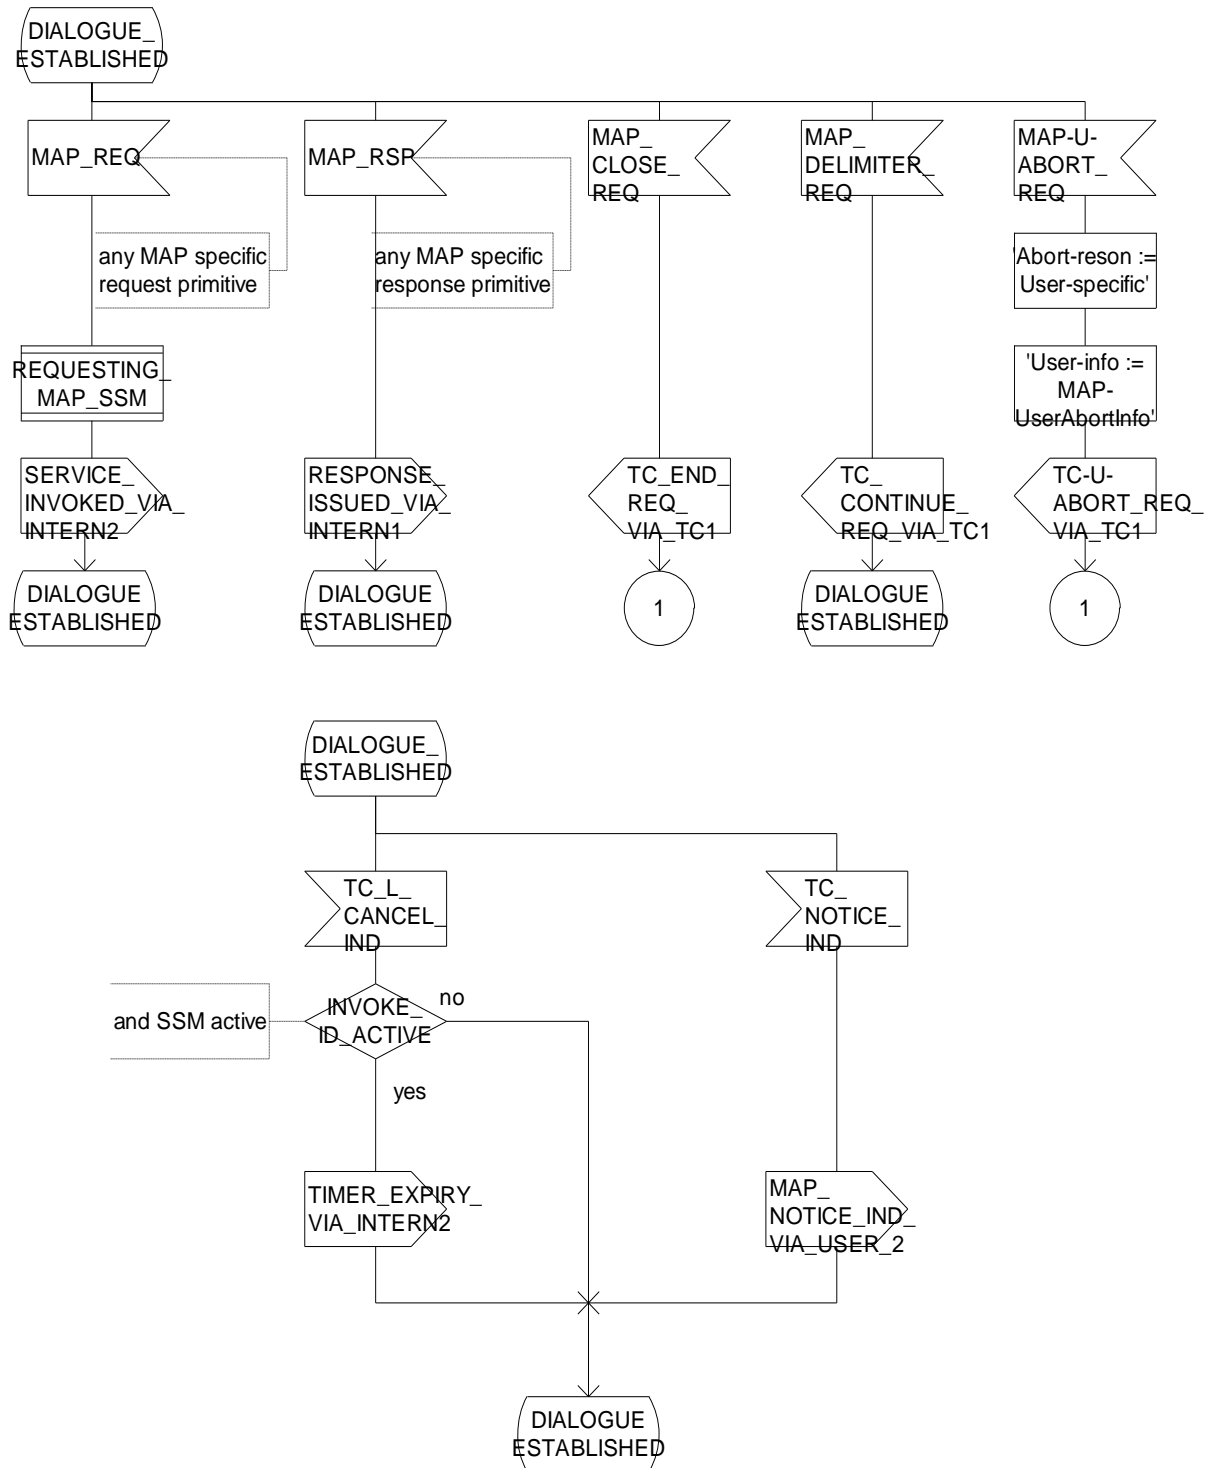 DIALOGUE_
ESTABLISHED
MAP_REQ
MAP_RSP
MAP_
CLOSE_
REQ
MAP_
DELIMITER_
REQ
MAP-U-
ABORT_
REQ
any MAP specific
request primitive
any MAP specific
response primitive
'Abort-reson :=
User-specific'
REQUESTING_
MAP_SSM
'User-info :=
MAP-
UserAbortInfo'
SERVICE_
INVOKED_VIA_
INTERN2
RESPONSE_
ISSUED_VIA_
INTERN1
TC_END_
REQ_
VIA_TC1
TC_
CONTINUE_
REQ_VIA_TC1
TC-U-
ABORT_REQ_
VIA_TC1
DIALOGUE
ESTABLISHED
DIALOGUE
ESTABLISHED
1
DIALOGUE
ESTABLISHED
1
DIALOGUE_
ESTABLISHED
TC_L_
CANCEL_
IND
TC_
NOTICE_
IND
and SSM active
INVOKE_
ID_ACTIVE
no
yes
TIMER_EXPIRY_
VIA_INTERN2
MAP_
NOTICE_IND_
VIA_USER_2
DIALOGUE
ESTABLISHED